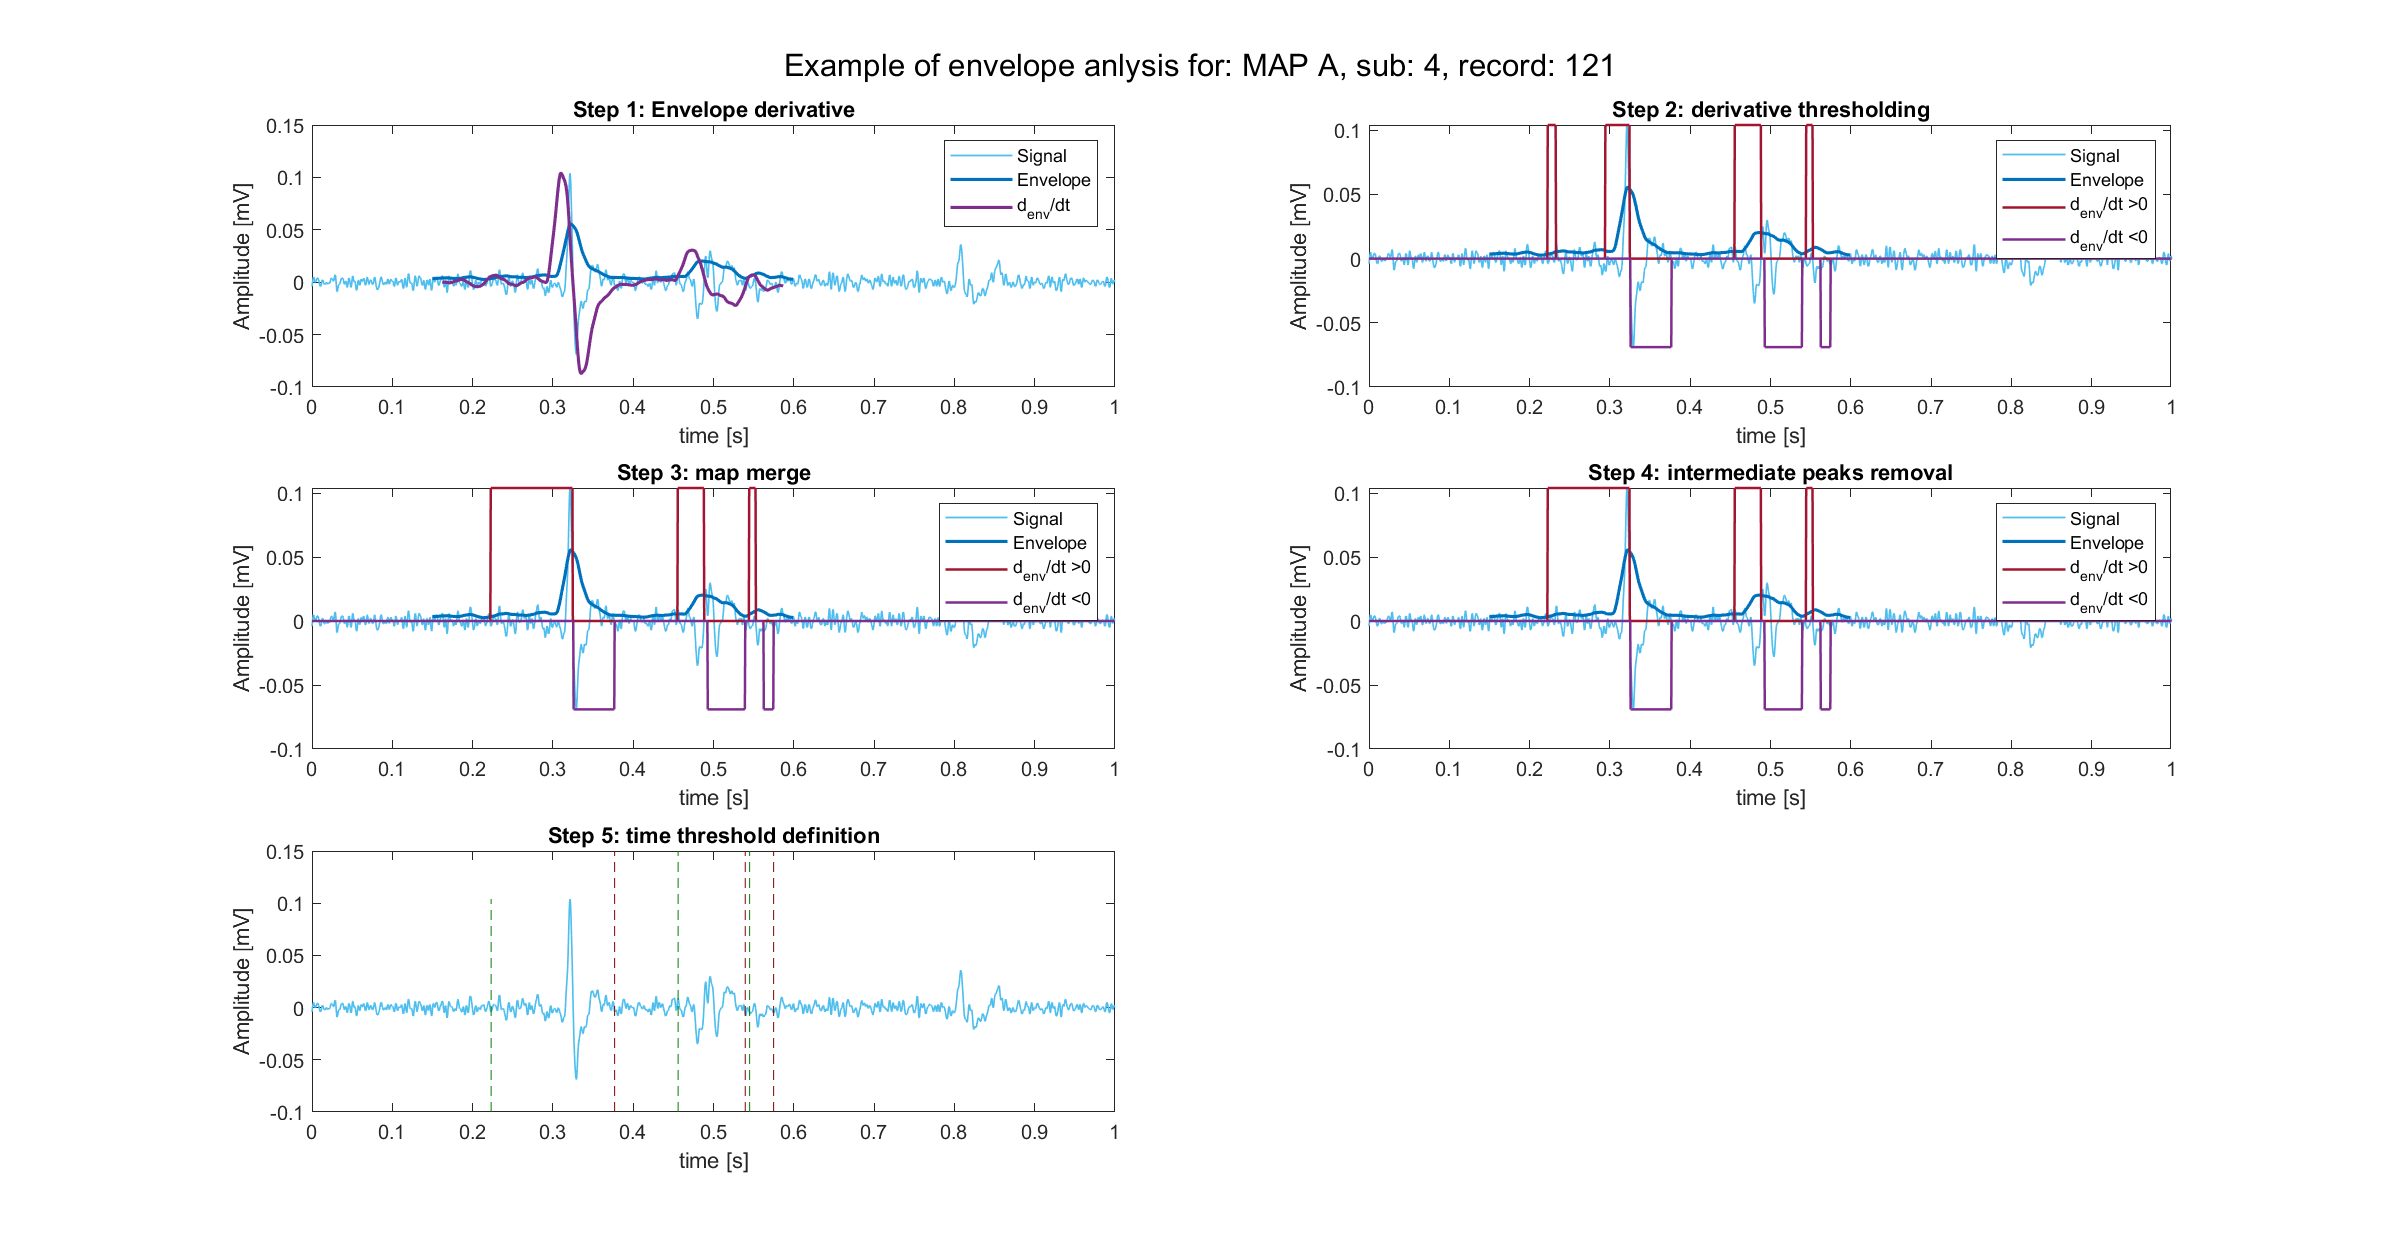 Example of envelope anlysis for: MAP A, sub: 4, record: 121
Step 1: Envelope derivative
0.15
0.1
0.05
0
-0.05
-0.1
Amplitude [mV]
0 0.1 0.2 0.3 0.4 0.5 0.6 0.7 0.8 0.9 1
time [s]
Signal
Envelope
d_env/dt
Step 2: derivative thresholding
0.1
0.05
0
-0.05
-0.1
Amplitude [mV]
0 0.1 0.2 0.3 0.4 0.5 0.6 0.7 0.8 0.9 1
time [s]
Signal
Envelope
d_env/dt >0
d_env/dt <0
Step 3: map merge
0.1
0.05
0
-0.05
-0.1
Amplitude [mV]
0 0.1 0.2 0.3 0.4 0.5 0.6 0.7 0.8 0.9 1
time [s]
Signal
Envelope
d_env/dt >0
d_env/dt <0
Step 4: intermediate peaks removal
0.1
0.05
0
-0.05
-0.1
Amplitude [mV]
0 0.1 0.2 0.3 0.4 0.5 0.6 0.7 0.8 0.9 1
time [s]
Signal
Envelope
d_env/dt >0
d_env/dt <0
Step 5: time threshold definition
0.15
0.1
0.05
0
-0.05
-0.1
Amplitude [mV]
0 0.1 0.2 0.3 0.4 0.5 0.6 0.7 0.8 0.9 1
time [s]